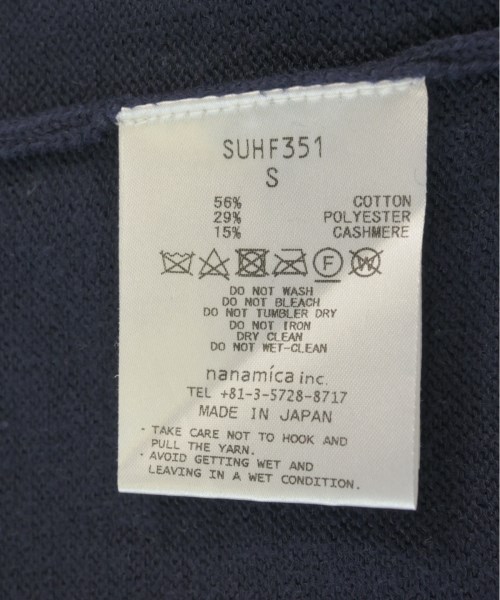 SUHF351
S
56% COTTON
29% POLYESTER
15% CASHMERE
F W
DO NOT WASH
DO NOT BLEACH
DO NOT TUMBLER DRY
DO NOT IRON
DRY CLEAN
DO NOT WET-CLEAN
nanamica inc.
TEL +81-3-5728-8717
MADE IN JAPAN
・TAKE CARE NOT TO HOOK AND
PULL THE YARN.
・AVOID GETTING WET AND
LEAVING IN A WET CONDITION.